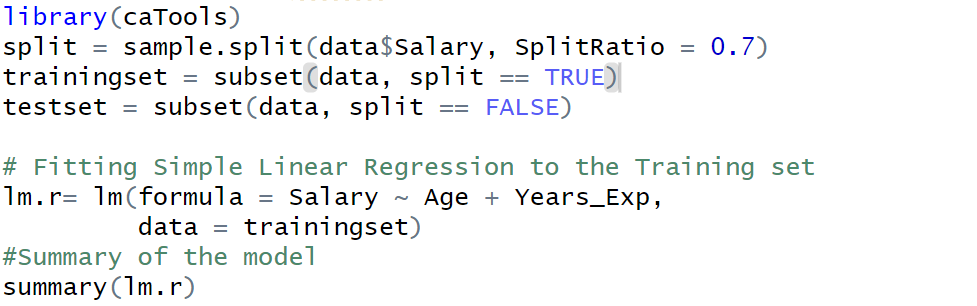 library(caTools)
split = sample.split(data$Salary, SplitRatio = 0.7)
trainingset = subset(data, split == TRUE)
testset = subset(data, split == FALSE)

# Fitting Simple Linear Regression to the Training set
lm.r= lm(formula = Salary ~ Age + Years_Exp,
         data = trainingset)
#Summary of the model
summary(lm.r)